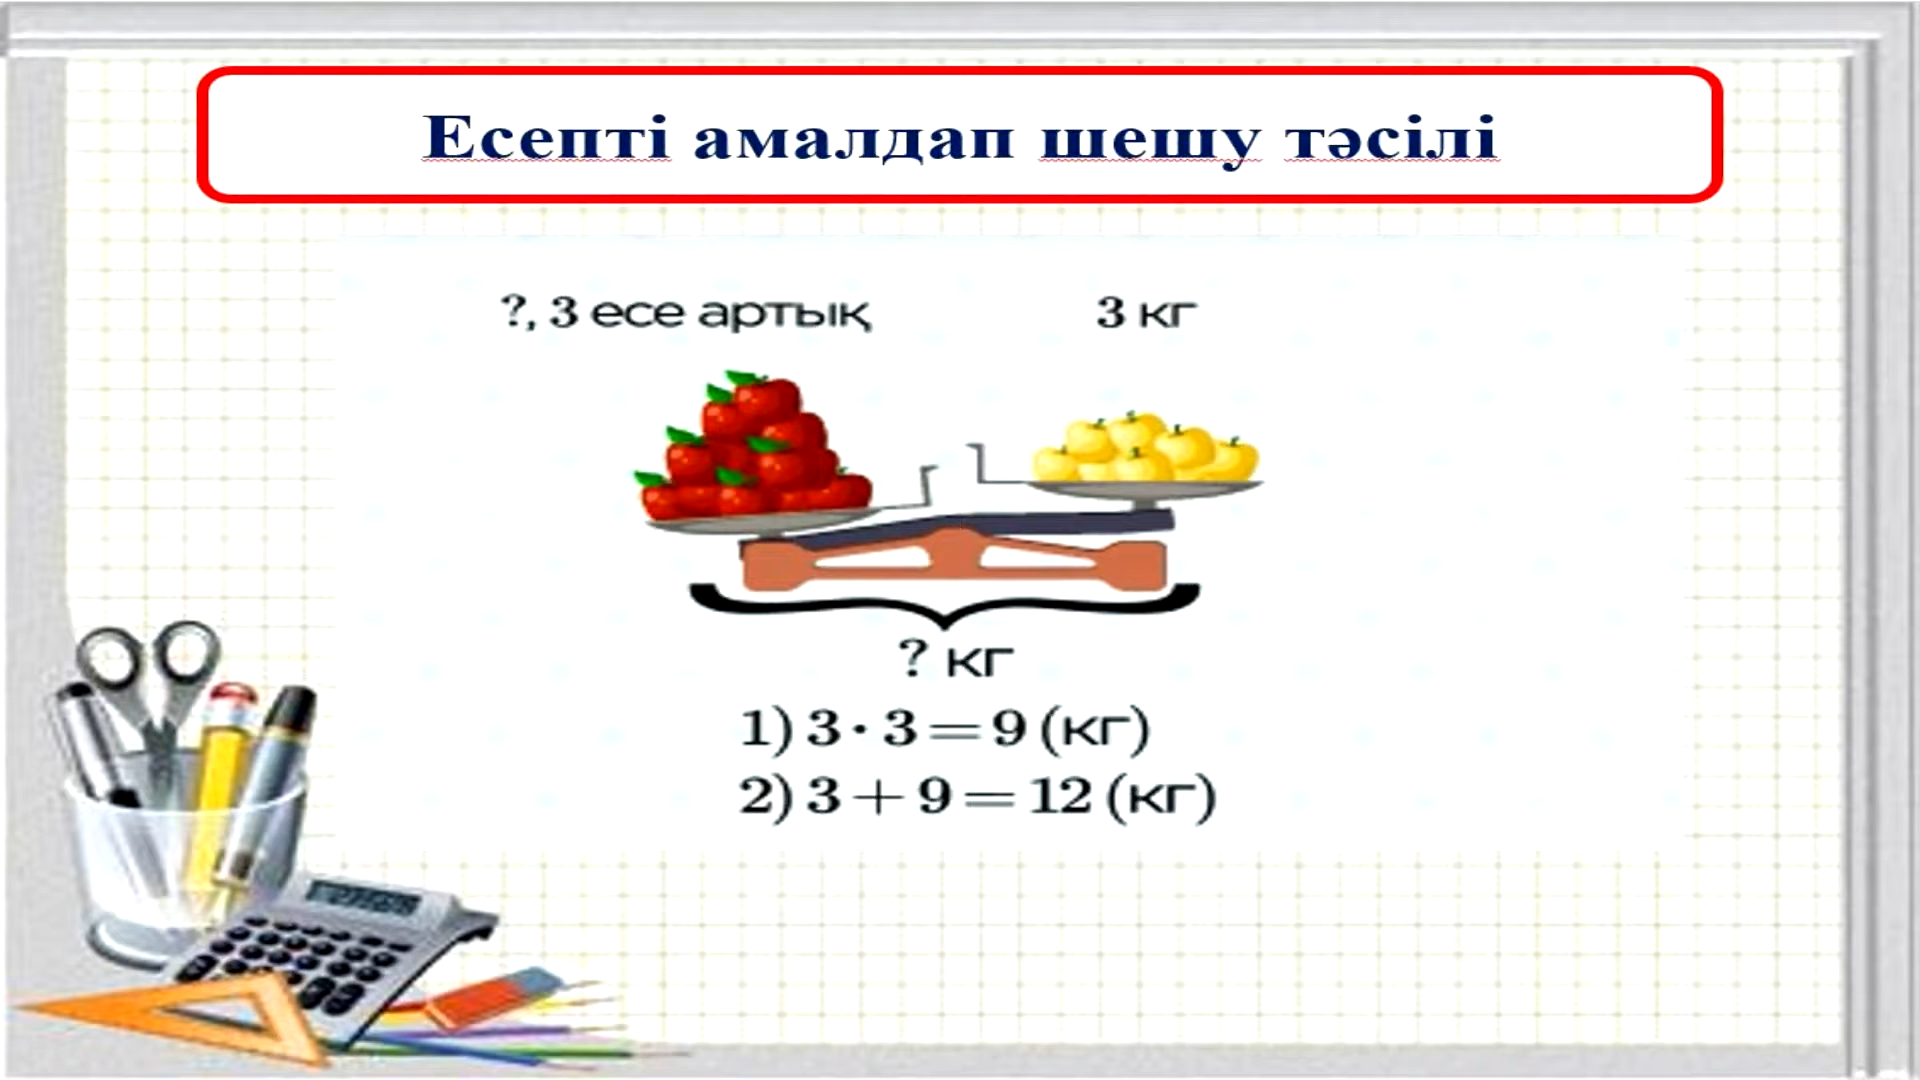 Есепті амалдап шешу тәсілі
?, 3 есе артық 3 кг
? кг
1) 3 · 3 = 9 (кг)
2) 3 + 9 = 12 (кг)